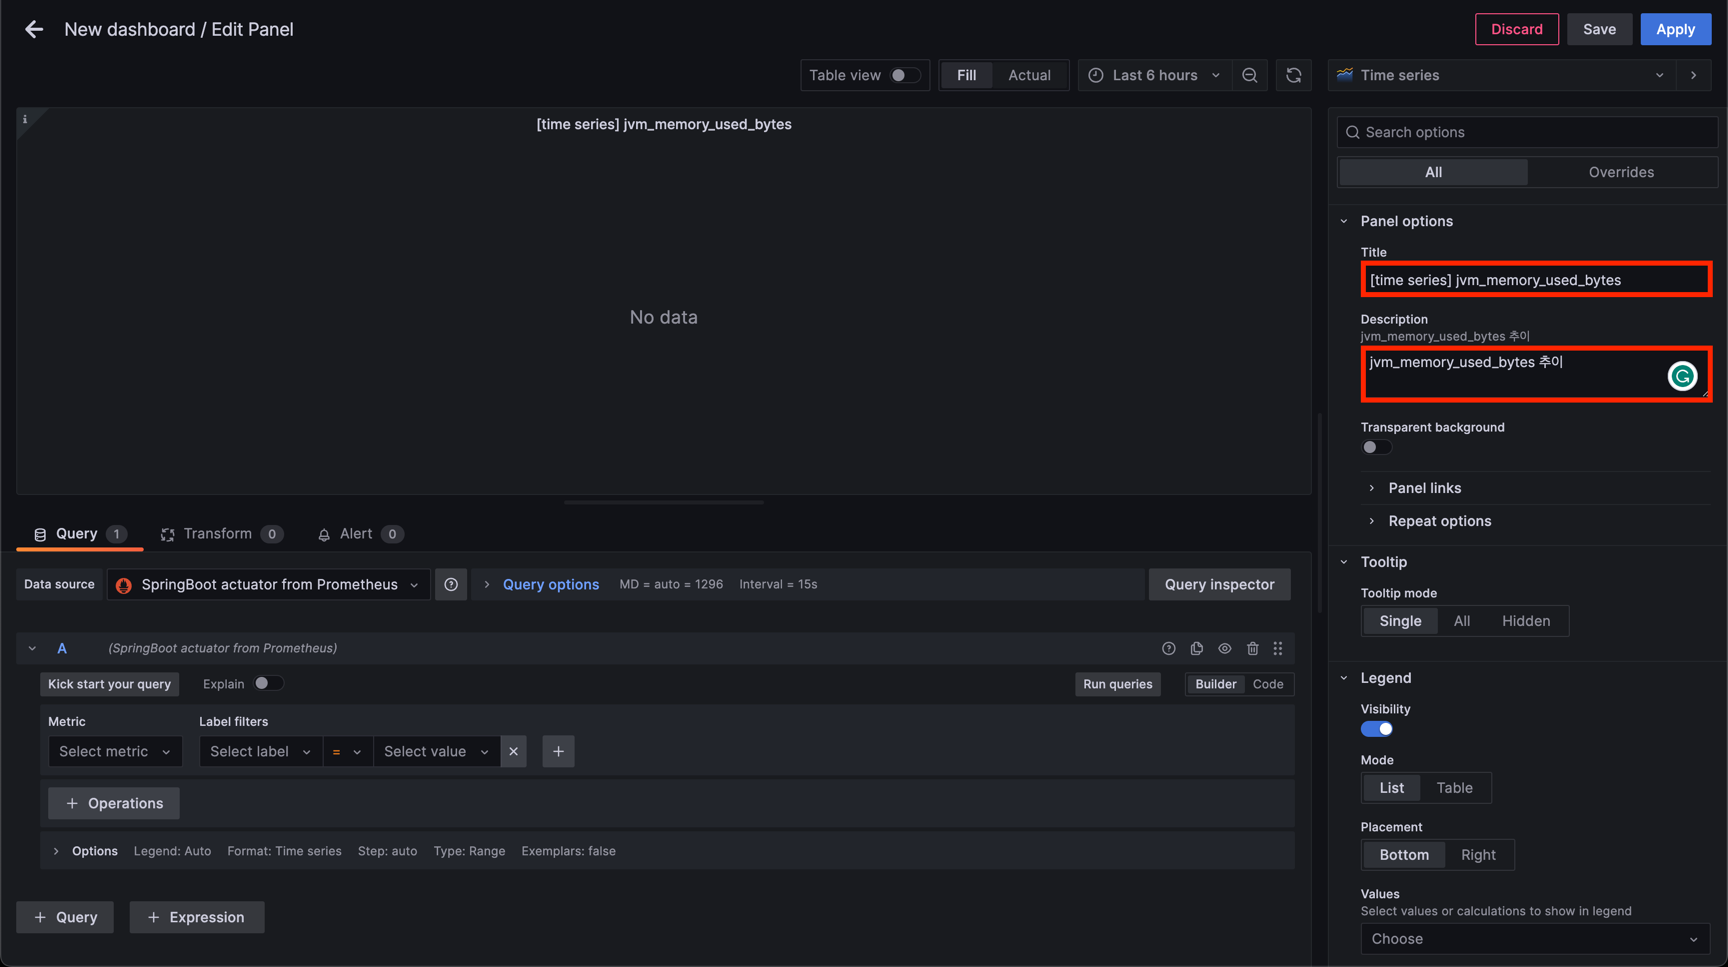 New dashboard / Edit Panel
Discard
Save
Apply
Table view
Fill
Actual
Last 6 hours
Time series
i
[time series] jvm_memory_used_bytes
No data
Search options
All
Overrides
Panel options
Title
[time series] jvm_memory_used_bytes
Description
jvm_memory_used_bytes 추이
jvm_memory_used_bytes 추이
Transparent background
Panel links
Repeat options
Tooltip
Tooltip mode
Single
All
Hidden
Legend
Visibility
Mode
List
Table
Placement
Bottom
Right
Values
Select values or calculations to show in legend
Choose
Query 1
Transform 0
Alert 0
Data source
SpringBoot actuator from Prometheus
Query options
MD = auto = 1296
Interval = 15s
Query inspector
A
(SpringBoot actuator from Prometheus)
Kick start your query
Explain
Run queries
Builder
Code
Metric
Label filters
Select metric
Select label
=
Select value
+ Operations
Options
Legend: Auto
Format: Time series
Step: auto
Type: Range
Exemplars: false
+ Query
+ Expression